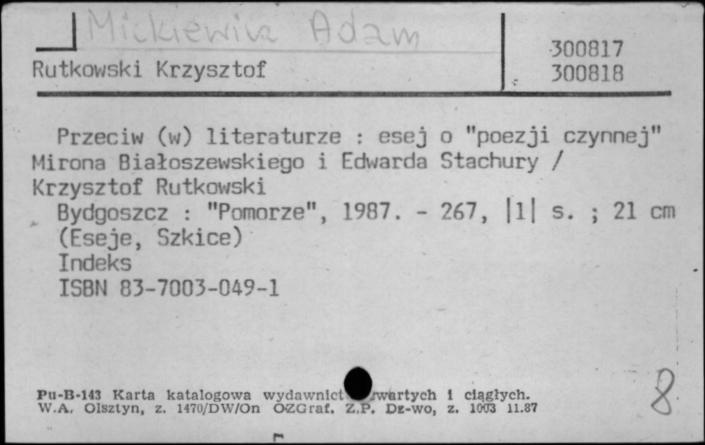 Mickiewicz Adam
300817
Rutkowski Krzysztof
300818
Przeciw (w) literaturze : esej o "poezji czynnej"
Mirona Białoszewskiego i Edwarda Stachury /
Krzysztof Rutkowski
Bydgoszcz : "Pomorze", 1987. - 267, |1| s. ; 21 cm
(Eseje, Szkice)
Indeks
ISBN 83-7003-049-1
Pu-B-143 Karta katalogowa wydawnict wartych i ciągłych.
W.A. Olsztyn, z. 1470/DW/On OZGraf. Z.P. Dz-wo, z. 1003 11.87
8